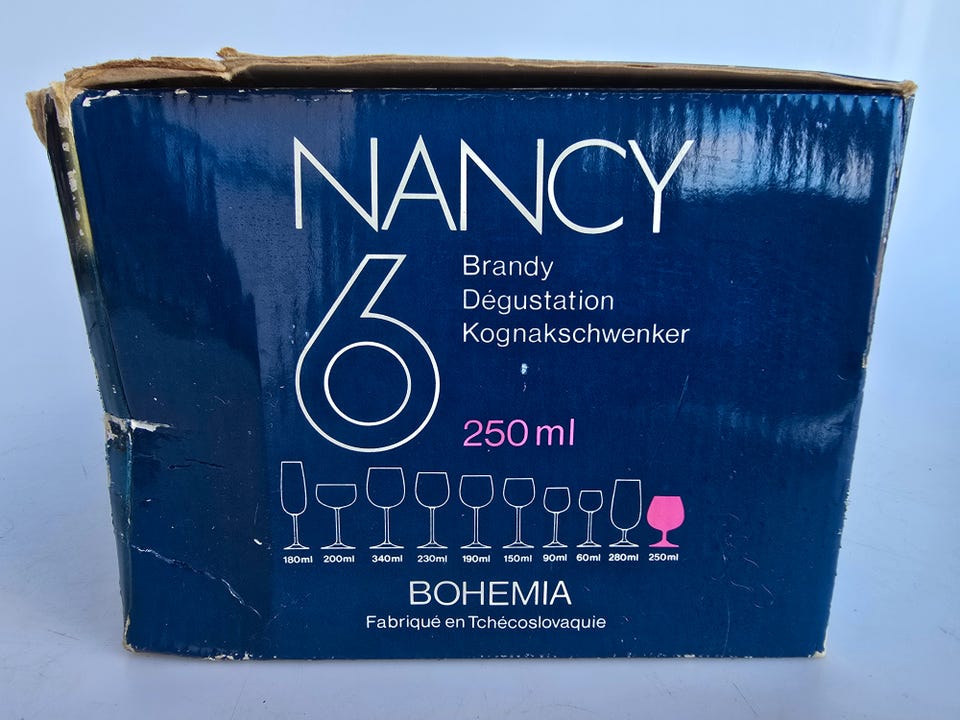 NANCY
6
Brandy
Dégustation
Kognakschwenker
250 ml
180ml 200ml 340ml 230ml 190ml 150ml 90ml 60ml 280ml 250ml
BOHEMIA
Fabriqué en Tchécoslovaquie